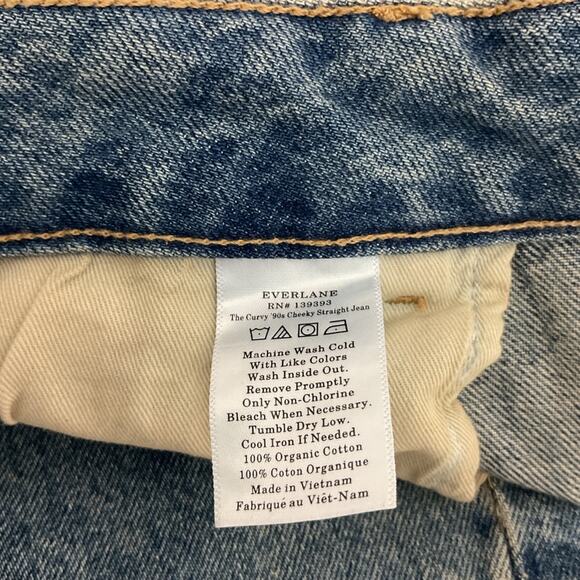 EVERLANE
RN# 139393
The Curvy '90s Cheeky Straight Jean
Machine Wash Cold
With Like Colors
Wash Inside Out.
Remove Promptly
Only Non-Chlorine
Bleach When Necessary.
Tumble Dry Low.
Cool Iron If Needed.
100% Organic Cotton
100% Coton Organique
Made in Vietnam
Fabriqué au Viêt-Nam